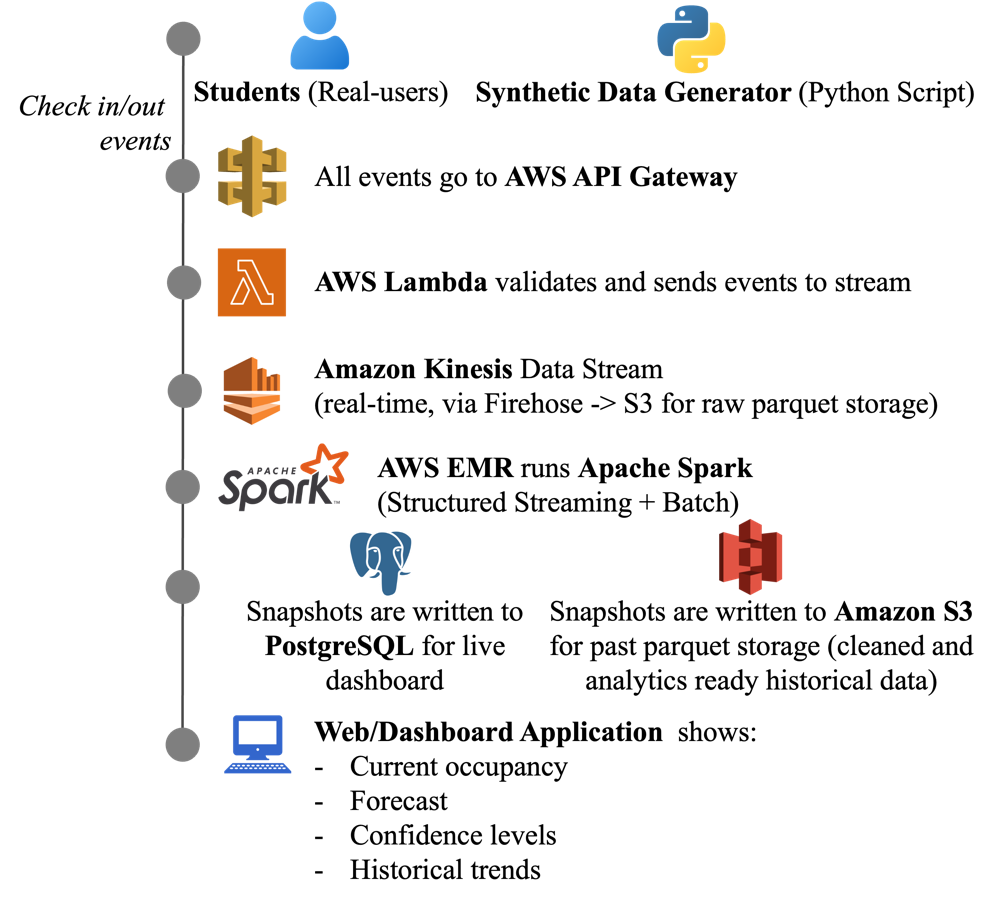 Students (Real-users)
Synthetic Data Generator (Python Script)
Check in/out
events
All events go to AWS API Gateway
AWS Lambda validates and sends events to stream
Amazon Kinesis Data Stream
(real-time, via Firehose -> S3 for raw parquet storage)
APACHE
Spark™
AWS EMR runs Apache Spark
(Structured Streaming + Batch)
Snapshots are written to
PostgreSQL for live
dashboard
Snapshots are written to Amazon S3
for past parquet storage (cleaned and
analytics ready historical data)
Web/Dashboard Application shows:
- Current occupancy
- Forecast
- Confidence levels
- Historical trends